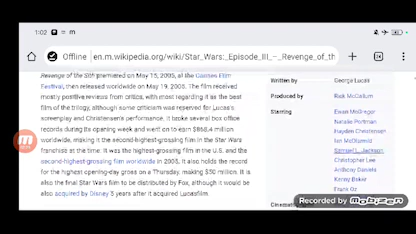 1:02
Offline en.m.wikipedia.org/wiki/Star_Wars:_Episode_III_–_Revenge_of_th
Revenge of the Sith premiered on May 15, 2005, at the Cannes Film
Festival, then released worldwide on May 19, 2005. The film received
mostly positive reviews from critics, with most regarding it as the best
film of the trilogy, although some criticism was reserved for Lucas's
screenplay and Christensen's performance. It broke several box office
records during its opening week and went on to earn $868.4 million
worldwide, making it the second-highest-grossing film in the Star Wars
franchise at the time. It was the highest-grossing film in the U.S. and the
second-highest-grossing film worldwide in 2005. It also holds the record
for the highest opening-day gross on a Thursday, making $50 million. It is
also the final Star Wars film to be distributed by Fox, although it would be
also acquired by Disney 3 years after it acquired Lucasfilm
Written by George Lucas
Produced by Rick McCallum
Starring Ewan McGregor
Natalie Portman
Hayden Christensen
Ian McDiarmid
Samuel L. Jackson
Christopher Lee
Anthony Daniels
Kenny Baker
Frank Oz
Recorded by mobizen